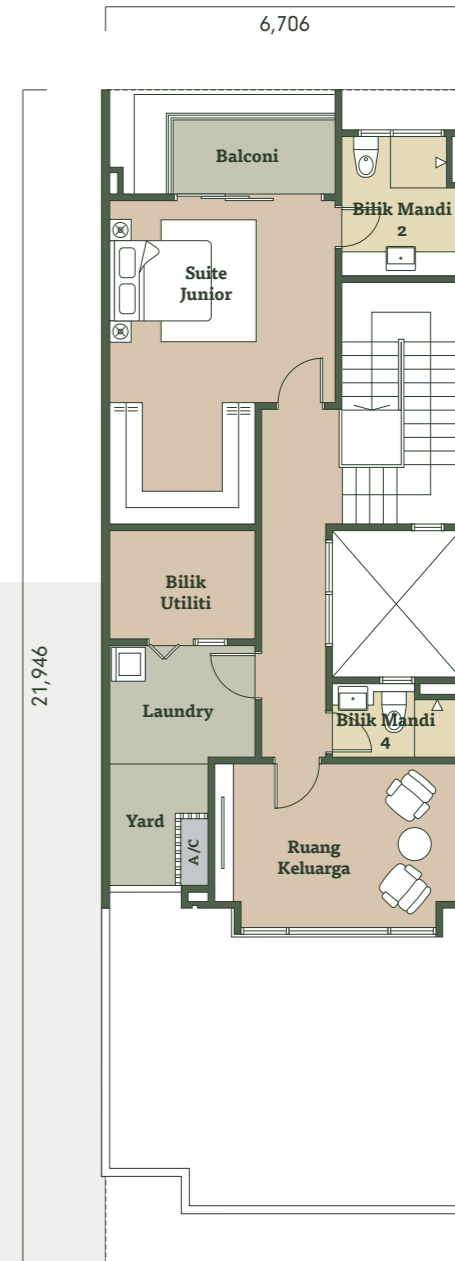 6,706
Balconi
Bilik Mandi
2
Suite
Junior
Bilik
Utiliti
21,946
Laundry
Bilik Mandi
4
Yard
A/C
Ruang
Keluarga